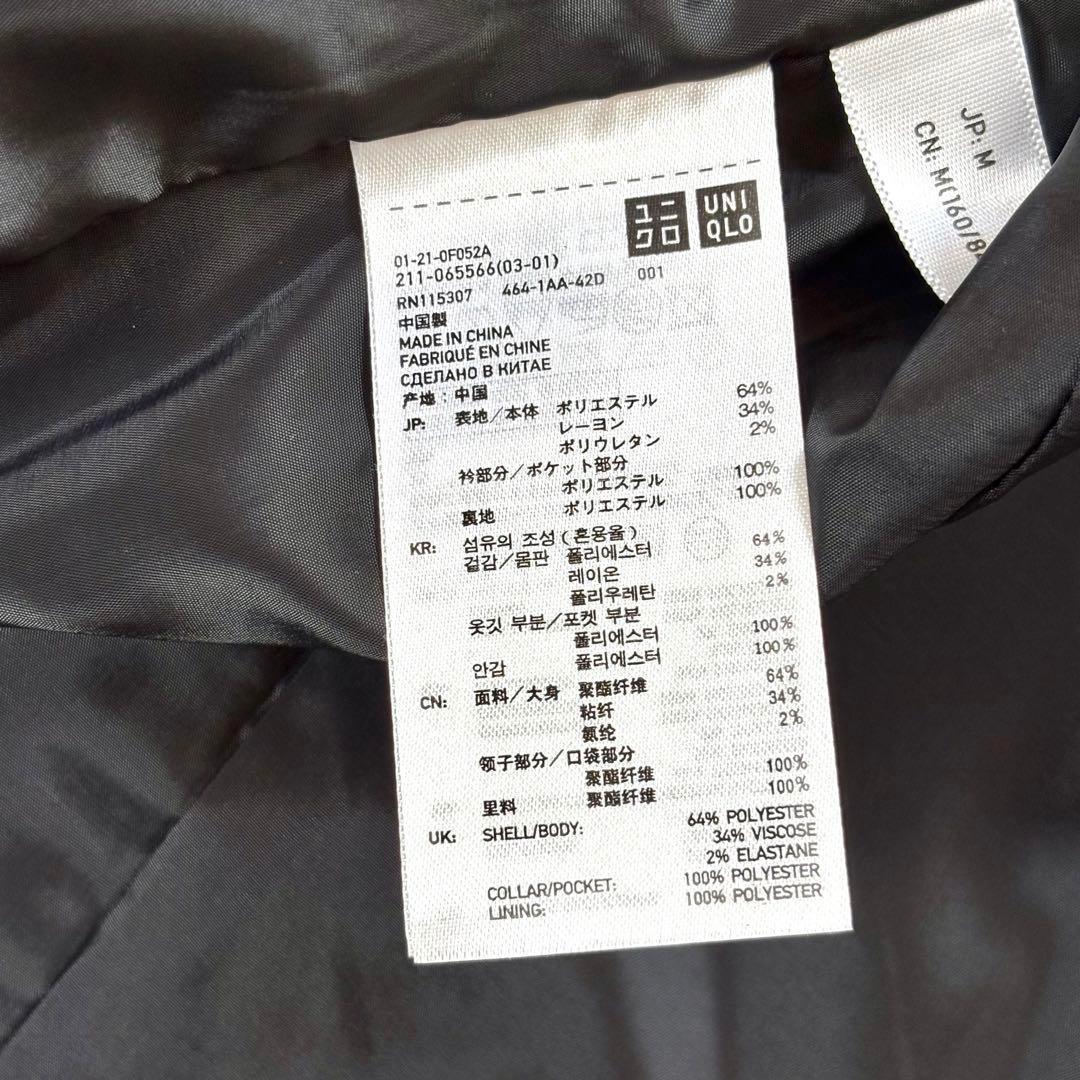 JP: M
CN: M(160/8
ユニ
クロ
UNI
QLO
01-21-0F052A
211-065566(03-01)
RN115307 464-1AA-42D 001
中国製
MADE IN CHINA
FABRIQUÉ EN CHINE
СДЕЛАНО В КИТАЕ
产地：中国
JP: 表地／本体 ポリエステル 64%
レーヨン 34%
ポリウレタン 2%
衿部分／ポケット部分
ポリエステル 100%
裏地 ポリエステル 100%
KR: 섬유의 조성(혼용율)
겉감/몸판 폴리에스터 64%
레이온 34%
폴리우레탄 2%
옷깃 부분/포켓 부분
폴리에스터 100%
안감 폴리에스터 100%
CN: 面料／大身 聚酯纤维 64%
粘纤 34%
氨纶 2%
领子部分／口袋部分
聚酯纤维 100%
里料 聚酯纤维 100%
UK: SHELL/BODY: 64% POLYESTER
34% VISCOSE
2% ELASTANE
COLLAR/POCKET: 100% POLYESTER
LINING: 100% POLYESTER